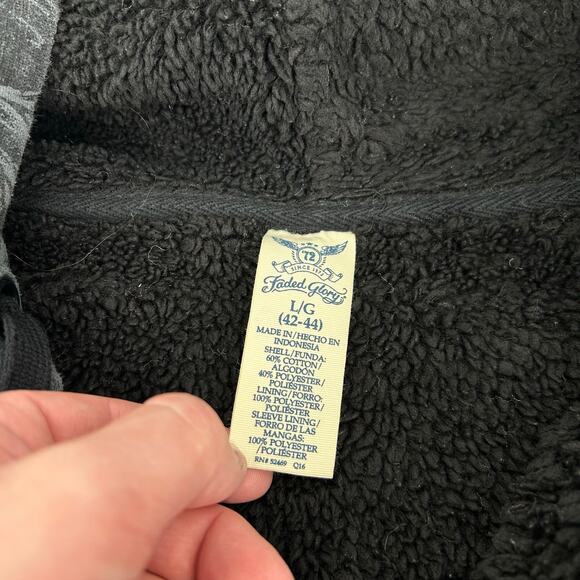 '72
SINCE 1972
Faded Glory
L/G
(42-44)
MADE IN/HECHO EN
INDONESIA
SHELL/FUNDA:
60% COTTON/
ALGODÓN
40% POLYESTER/
POLIÉSTER
LINING/FORRO:
100% POLYESTER/
POLIÉSTER
SLEEVE LINING/
FORRO DE LAS
MANGAS:
100% POLYESTER
/POLIÉSTER
RN# 52469 Q16